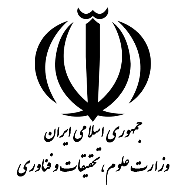 جمهوری اسلامی ایران
وزارت علوم ، تحقیقات و فناوری